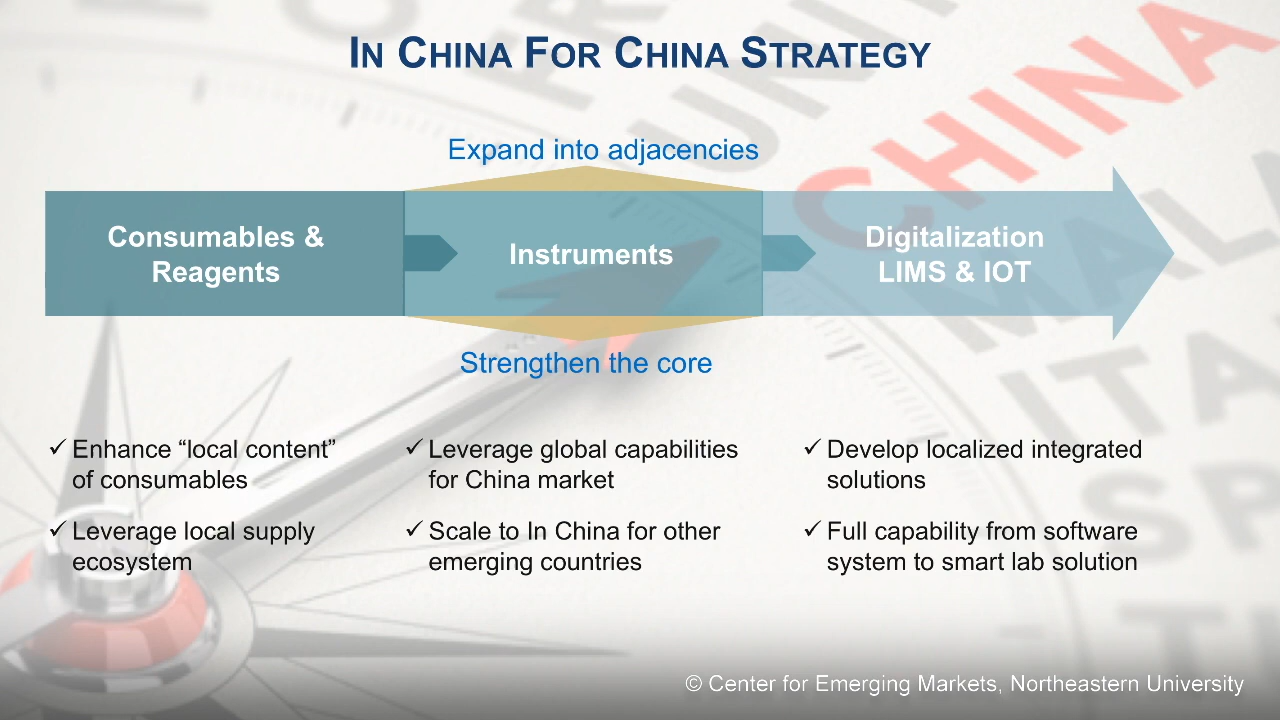 In China For China Strategy
Expand into adjacencies
Consumables &
Reagents
Instruments
Digitalization
LIMS & IOT
Strengthen the core
✓ Enhance “local content”
of consumables
✓ Leverage local supply
ecosystem
✓ Leverage global capabilities
for China market
✓ Scale to In China for other
emerging countries
✓ Develop localized integrated
solutions
✓ Full capability from software
system to smart lab solution
© Center for Emerging Markets, Northeastern University
CHINA